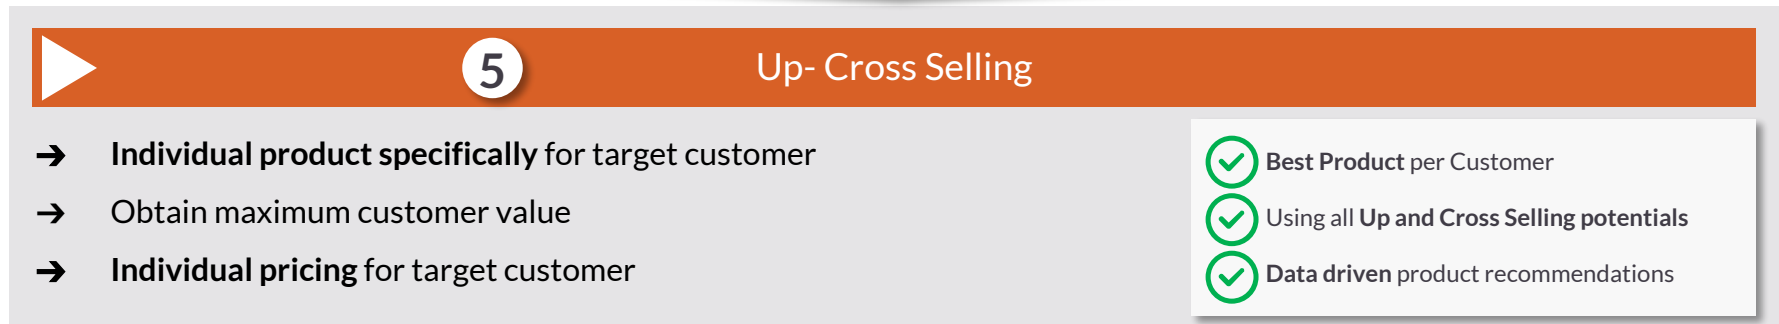 5
Up- Cross Selling
➔ Individual product specifically for target customer
➔ Obtain maximum customer value
➔ Individual pricing for target customer
Best Product per Customer
Using all Up and Cross Selling potentials
Data driven product recommendations